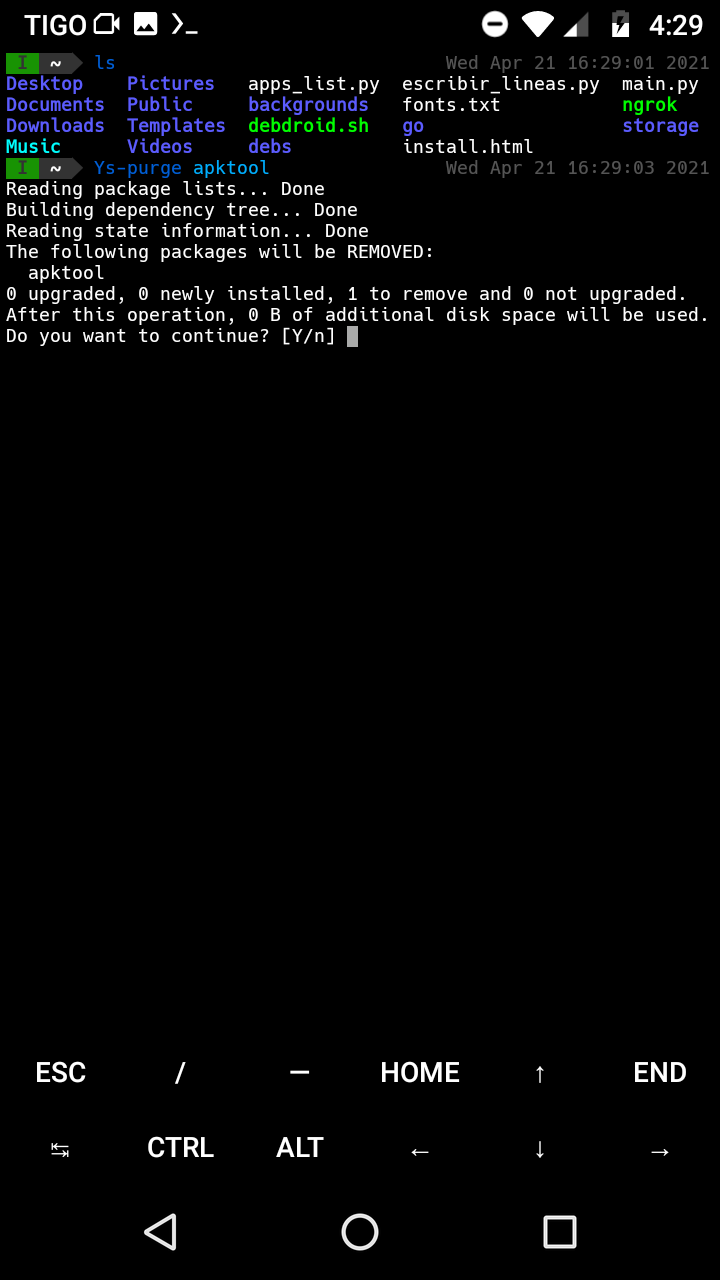 TIGO 4:29
I ~ ls Wed Apr 21 16:29:01 2021
Desktop Pictures apps_list.py escribir_lineas.py main.py
Documents Public backgrounds fonts.txt ngrok
Downloads Templates debdroid.sh go storage
Music Videos debs install.html
I ~ Ys-purge apktool Wed Apr 21 16:29:03 2021
Reading package lists... Done
Building dependency tree... Done
Reading state information... Done
The following packages will be REMOVED:
apktool
0 upgraded, 0 newly installed, 1 to remove and 0 not upgraded.
After this operation, 0 B of additional disk space will be used.
Do you want to continue? [Y/n]
ESC / — HOME ↑ END
↹ CTRL ALT ← ↓ →